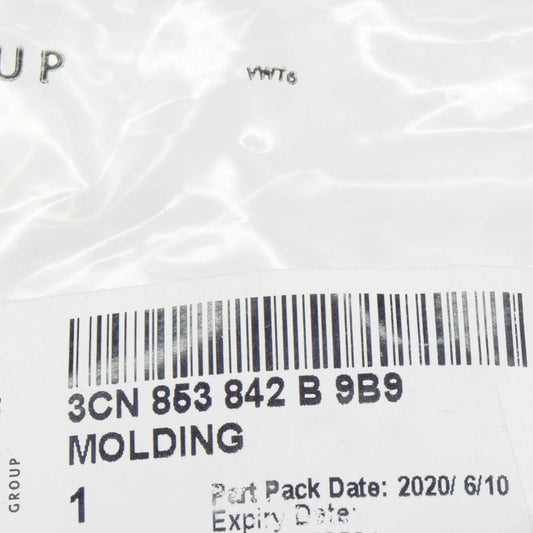 UP
VWT6
3CN 853 842 B 9B9
MOLDING
1
Part Pack Date: 2020/ 6/10
Expiry Date:
GROUP